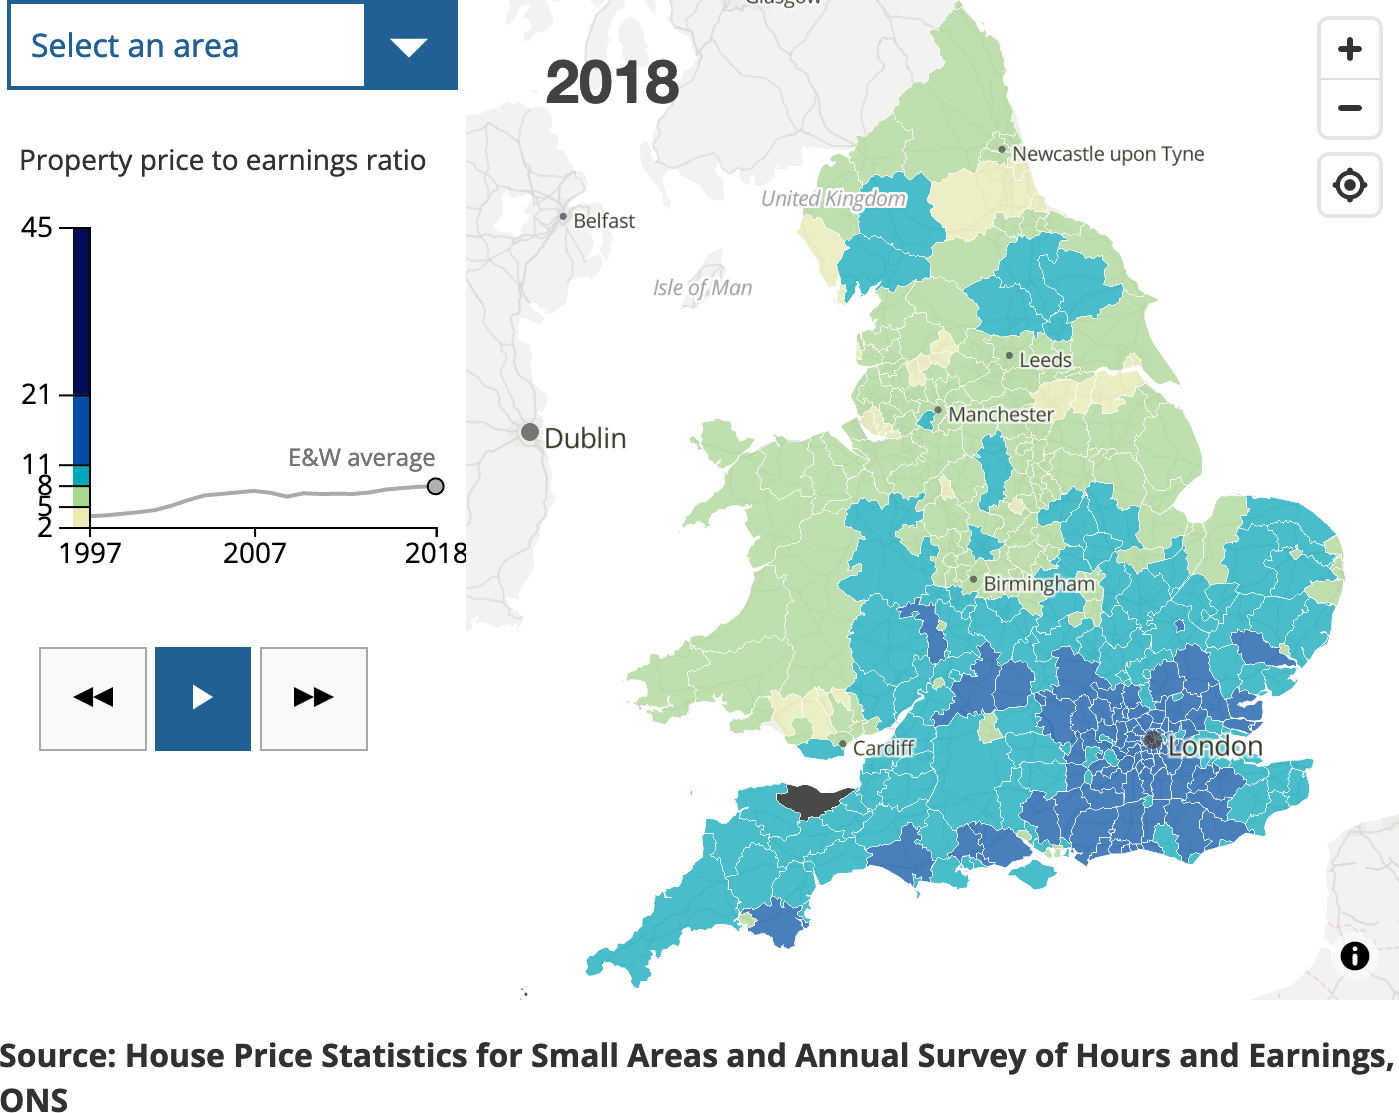 Select an area
Glasgow
2018
Property price to earnings ratio
Newcastle upon Tyne
United Kingdom
Belfast
45
Isle of Man
Leeds
21
Manchester
Dublin
E&W average
11
8
5
2
1997
2007
2018
Birmingham
Cardiff
London
Source: House Price Statistics for Small Areas and Annual Survey of Hours and Earnings,
ONS